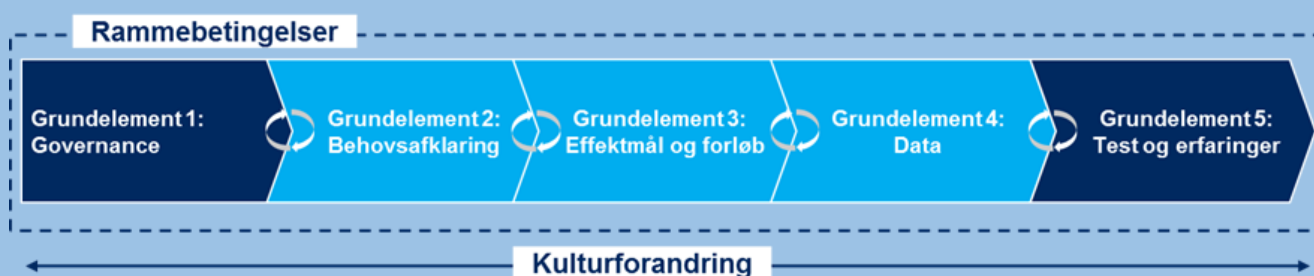 Rammebetingelser
Grundelement 1:
Governance
Grundelement 2:
Behovsafklaring
Grundelement 3:
Effektmål og forløb
Grundelement 4:
Data
Grundelement 5:
Test og erfaringer
Kulturforandring